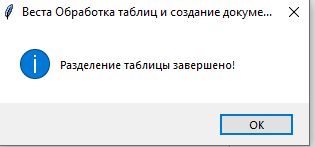 Веста Обработка таблиц и создание докуме...
Разделение таблицы завершено!
OK